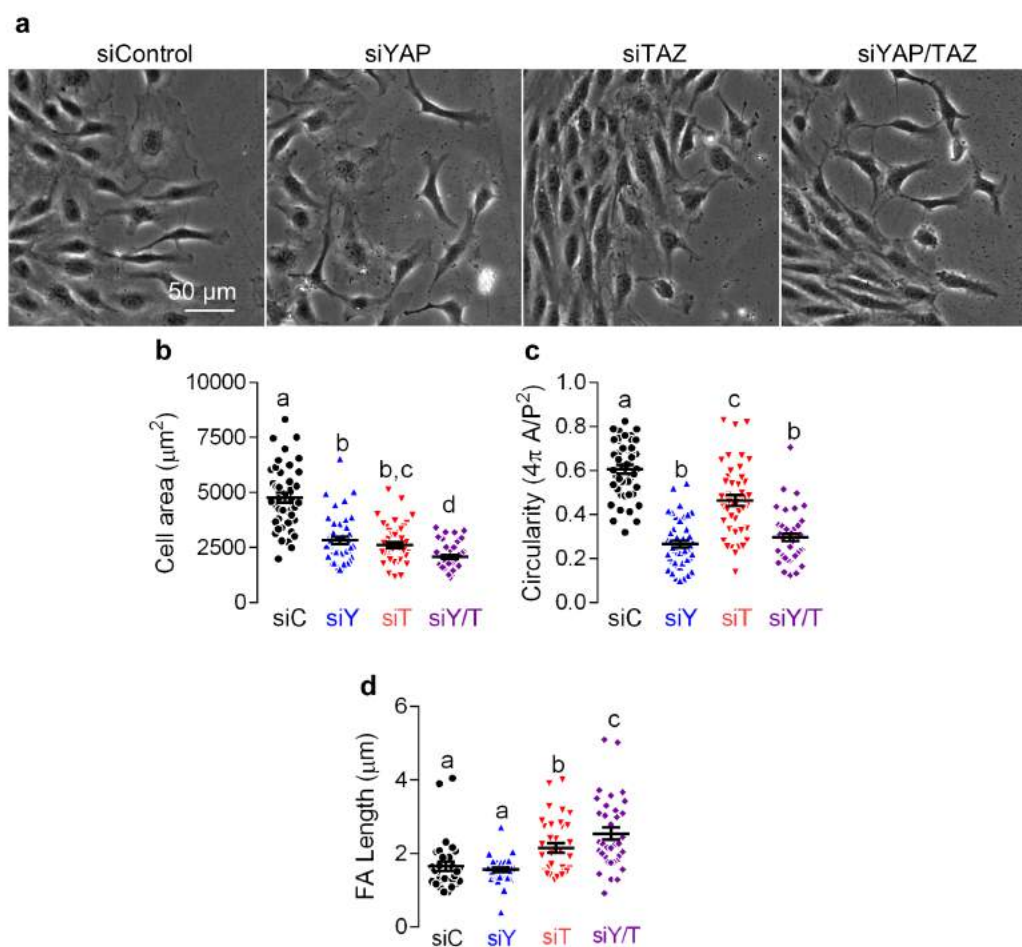 a
siControl siYAP siTAZ siYAP/TAZ
50 μm
b
Cell area (μm²)
10000
7500
5000
2500
0
a
b
b,c
d
siC siY siT siY/T
c
Circularity (4π A/P²)
1.0
0.8
0.6
0.4
0.2
0.0
a
b
c
b
siC siY siT siY/T
d
FA Length (μm)
6
4
2
0
a
a
b
c
siC siY siT siY/T